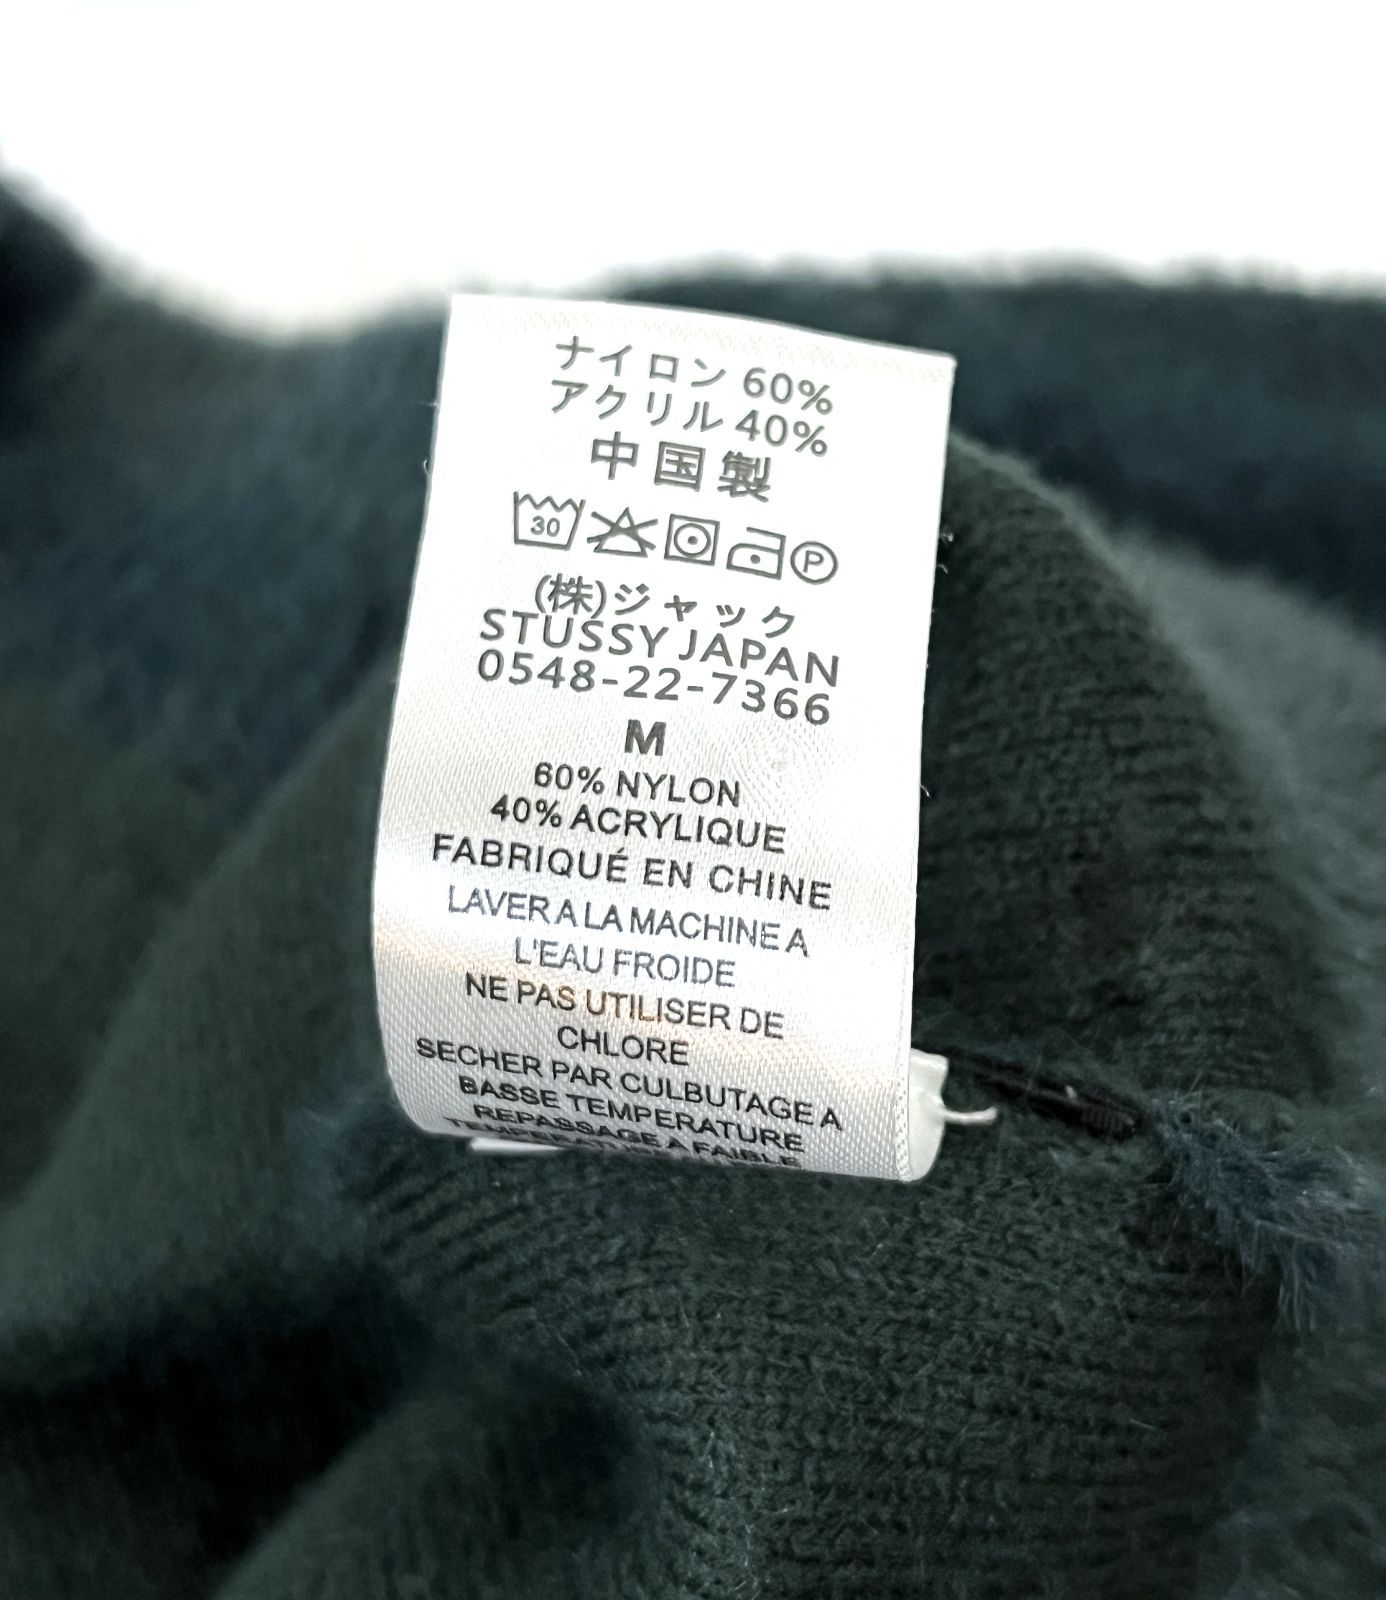 ナイロン 60%
アクリル 40%
中国製
30 P
(株)ジャック
STUSSY JAPAN
0548-22-7366
M
60% NYLON
40% ACRYLIQUE
FABRIQUÉ EN CHINE
LAVER A LA MACHINE A
L'EAU FROIDE
NE PAS UTILISER DE
CHLORE
SECHER PAR CULBUTAGE A
BASSE TEMPERATURE
REPASSAGE A FAIBLE
TEMPERATURE